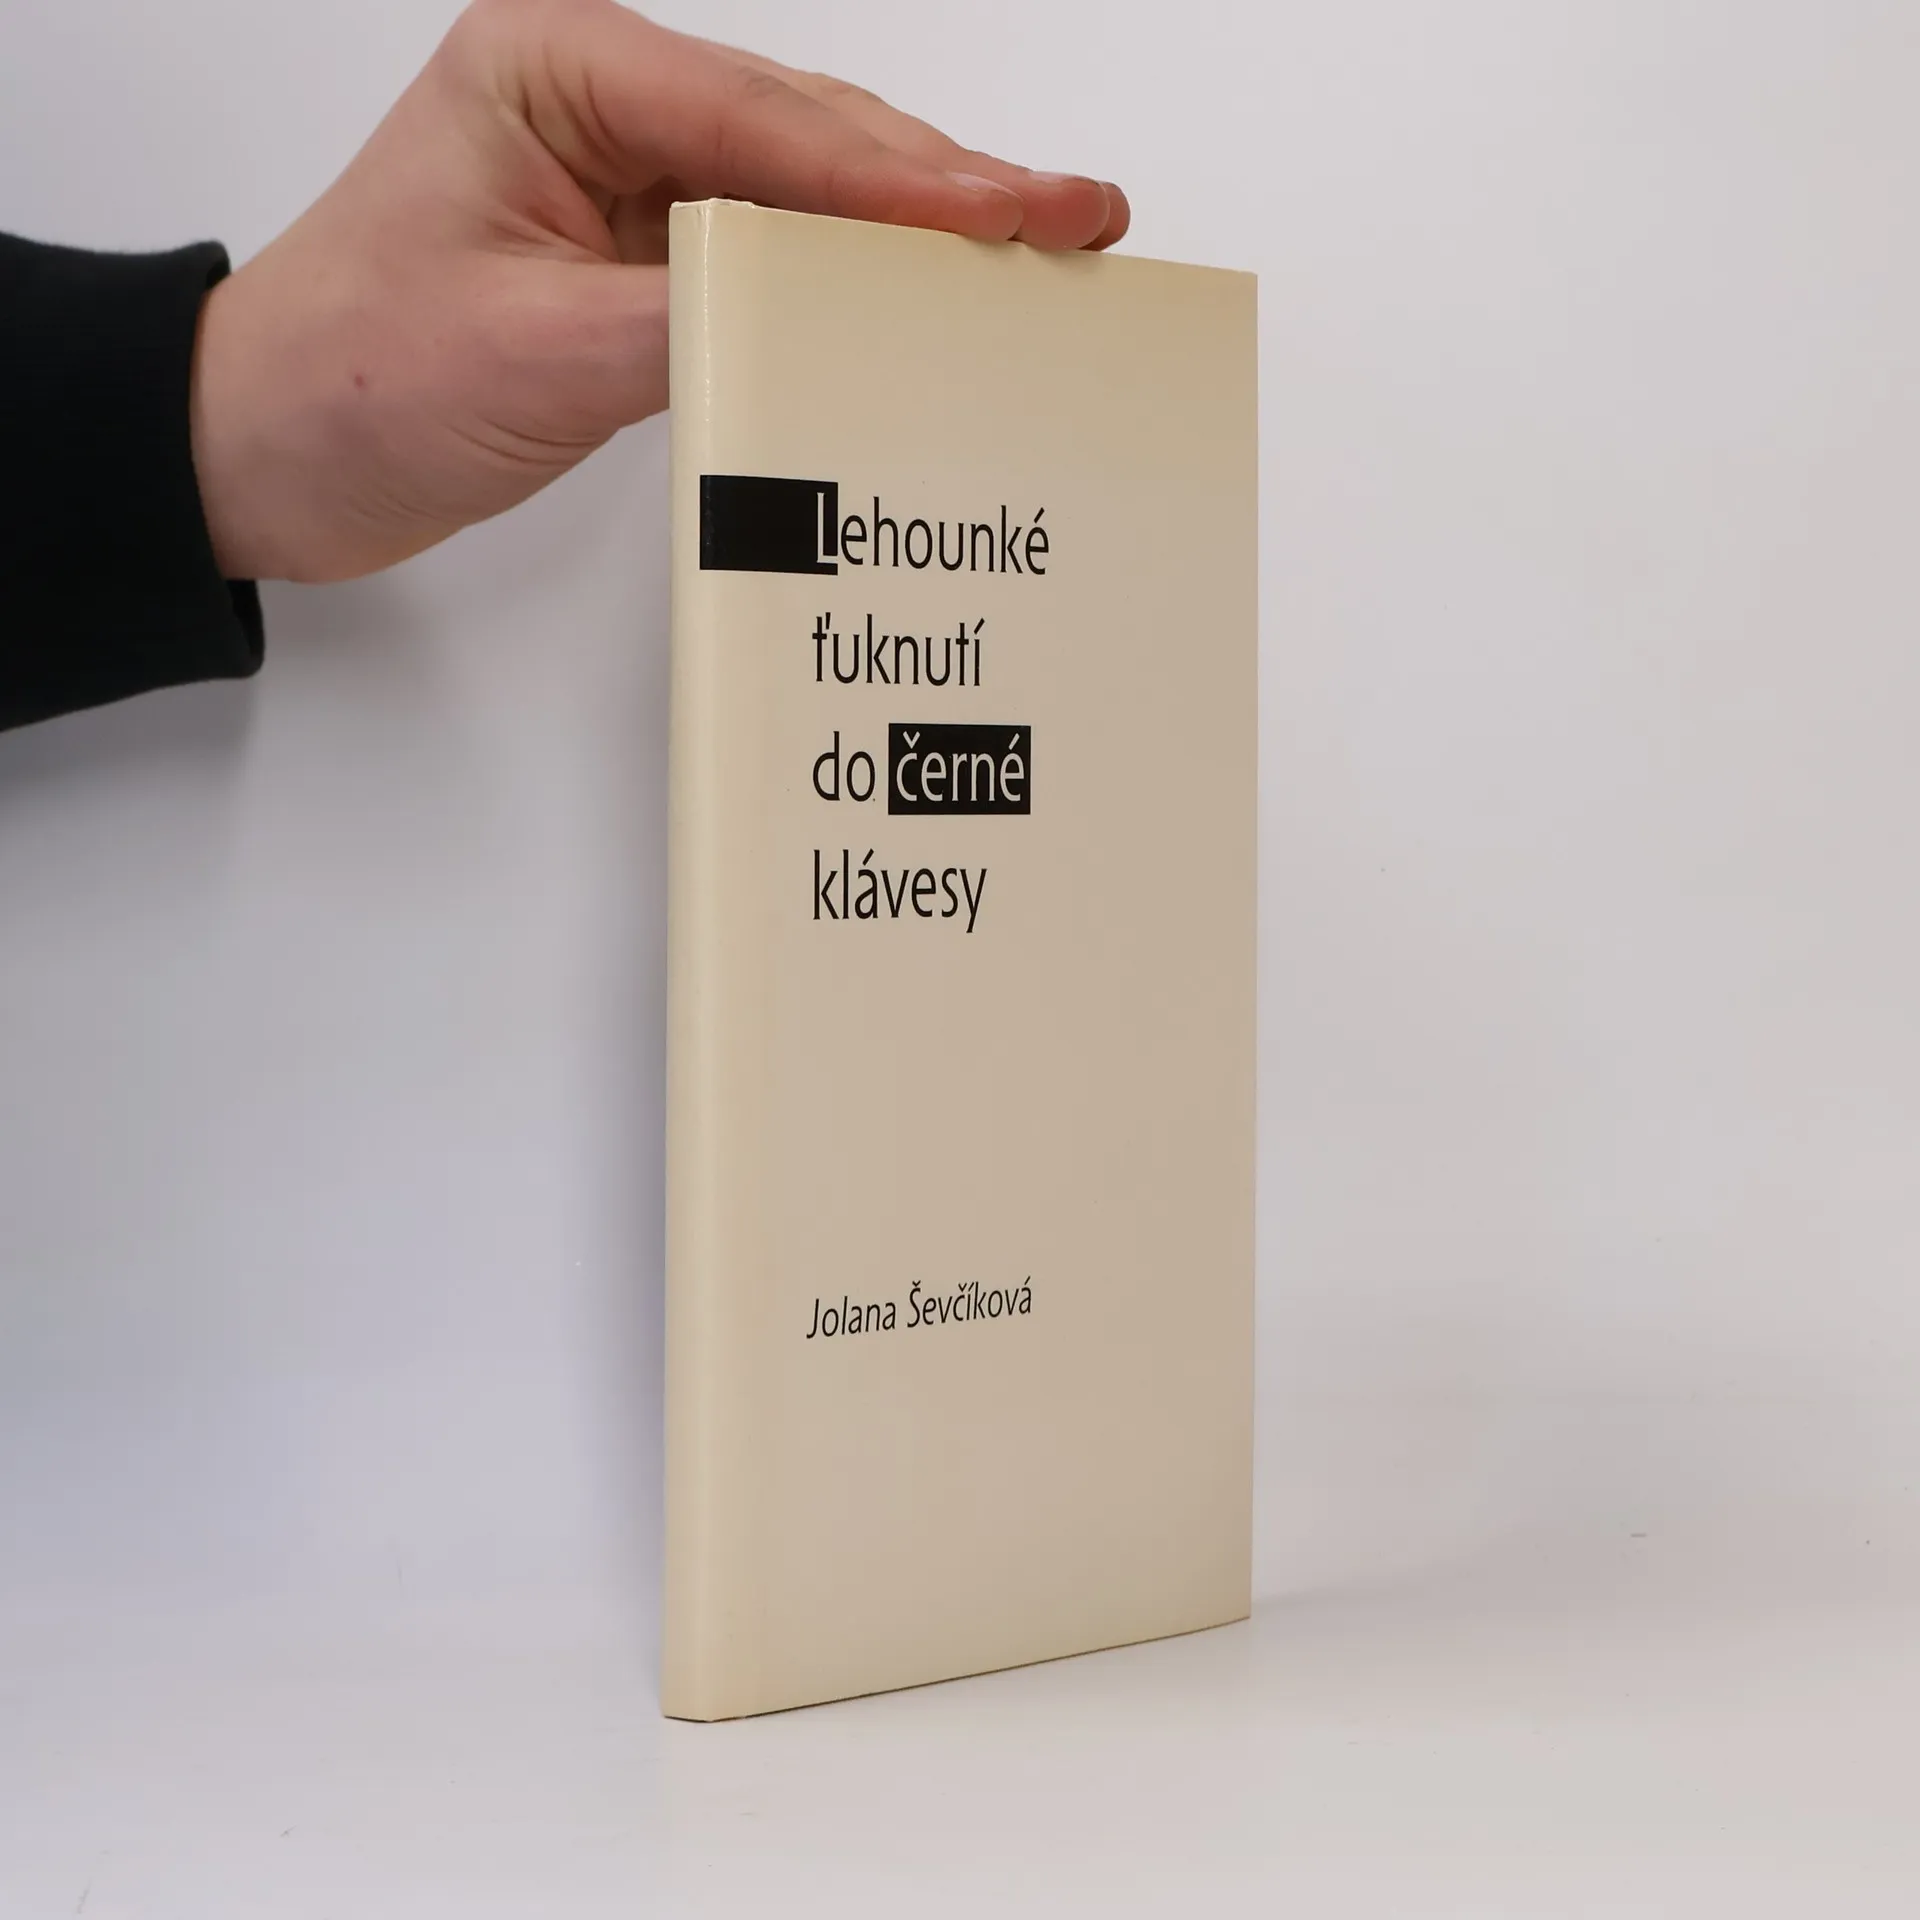 Lehounké
ťuknutí
do černé
klávesy
Jolana Ševčíková